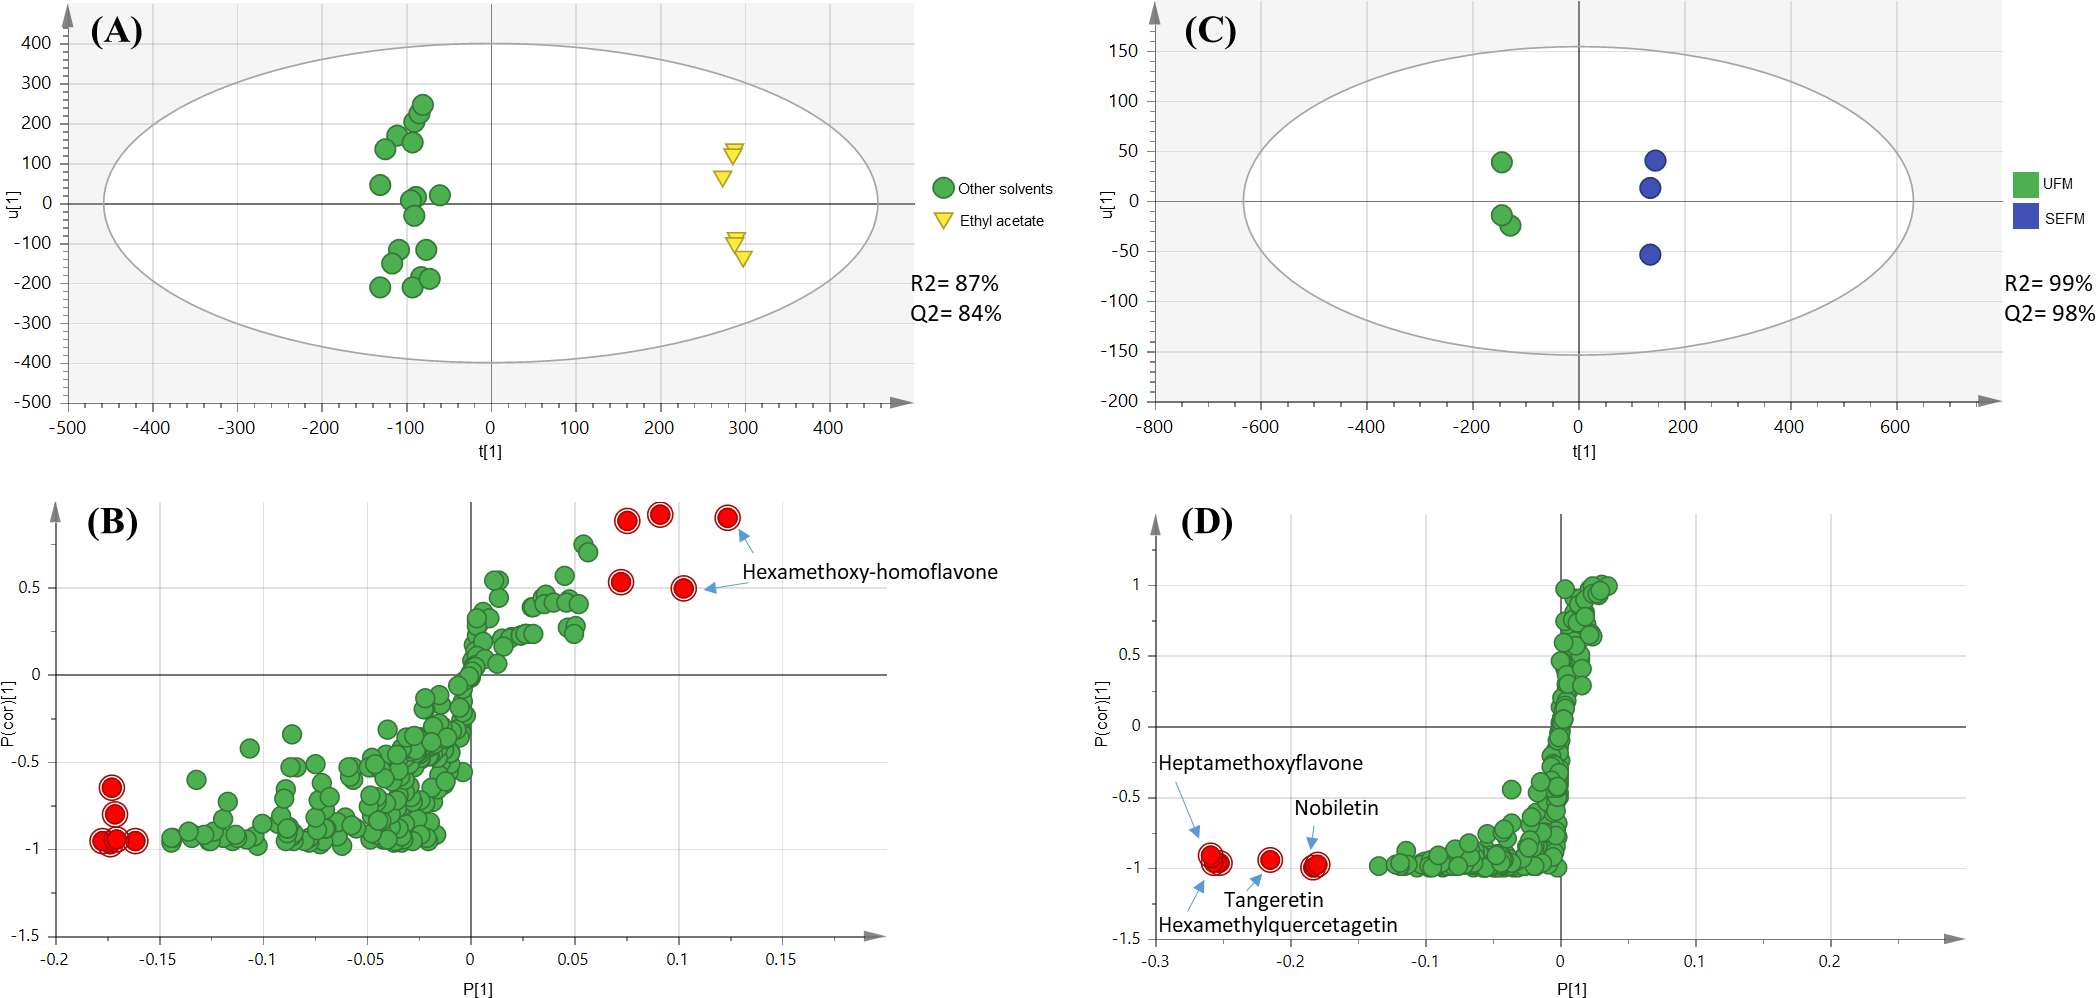 (A)
400
300
200
100
0
-100
-200
-300
-400
-500
u[1]
-500
-400
-300
-200
-100
0
100
200
300
400
t[1]
Other solvents
Ethyl acetate
R2= 87%
Q2= 84%
(C)
150
100
50
0
-50
-100
-150
-200
u[1]
-800
-600
-400
-200
0
200
400
600
t[1]
UFM
SEFM
R2= 99%
Q2= 98%
(B)
0.5
0
-0.5
-1
-1.5
P(cor)[1]
-0.2
-0.15
-0.1
-0.05
0
0.05
0.1
0.15
P[1]
Hexamethoxy-homoflavone
(D)
1
0.5
0
-0.5
-1
-1.5
P(cor)[1]
-0.3
-0.2
-0.1
0
0.1
0.2
P[1]
Heptamethoxyflavone
Nobiletin
Tangeretin
Hexamethylquercetagetin